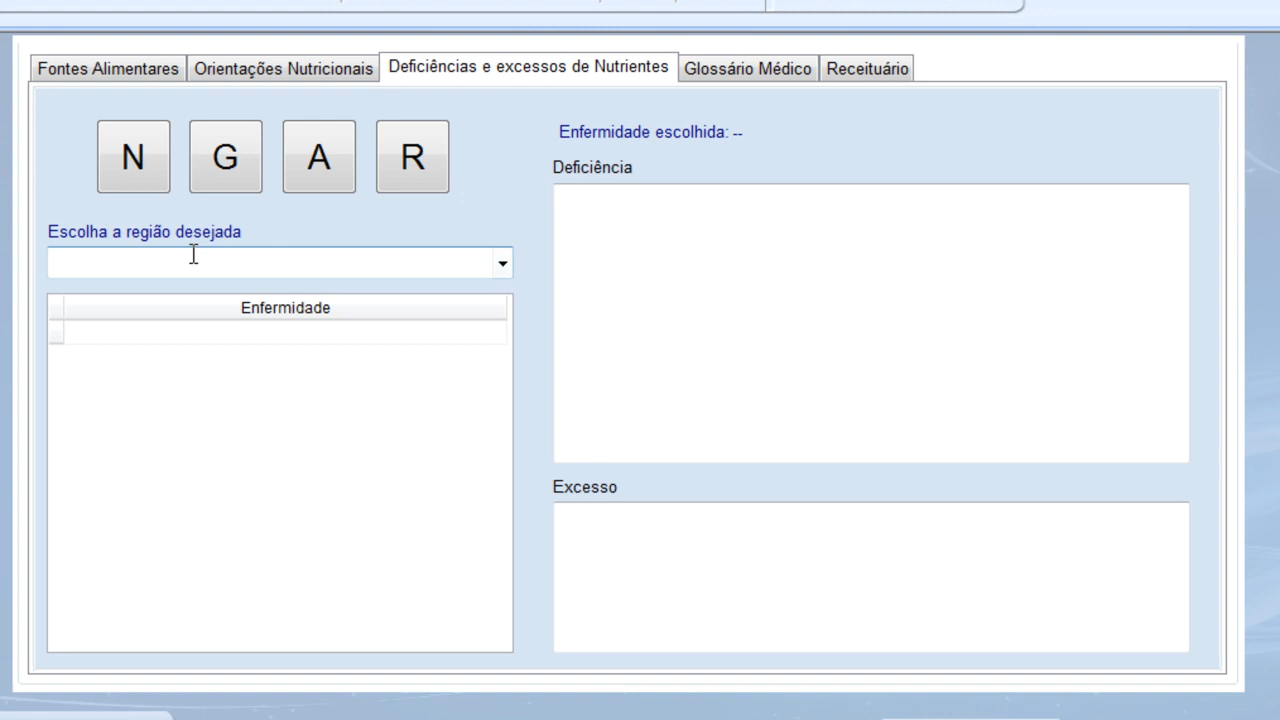 Fontes Alimentares Orientações Nutricionais Deficiências e excessos de Nutrientes Glossário Médico Receituário
N G A R
Escolha a região desejada
Enfermidade
Enfermidade escolhida: --
Deficiência
Excesso